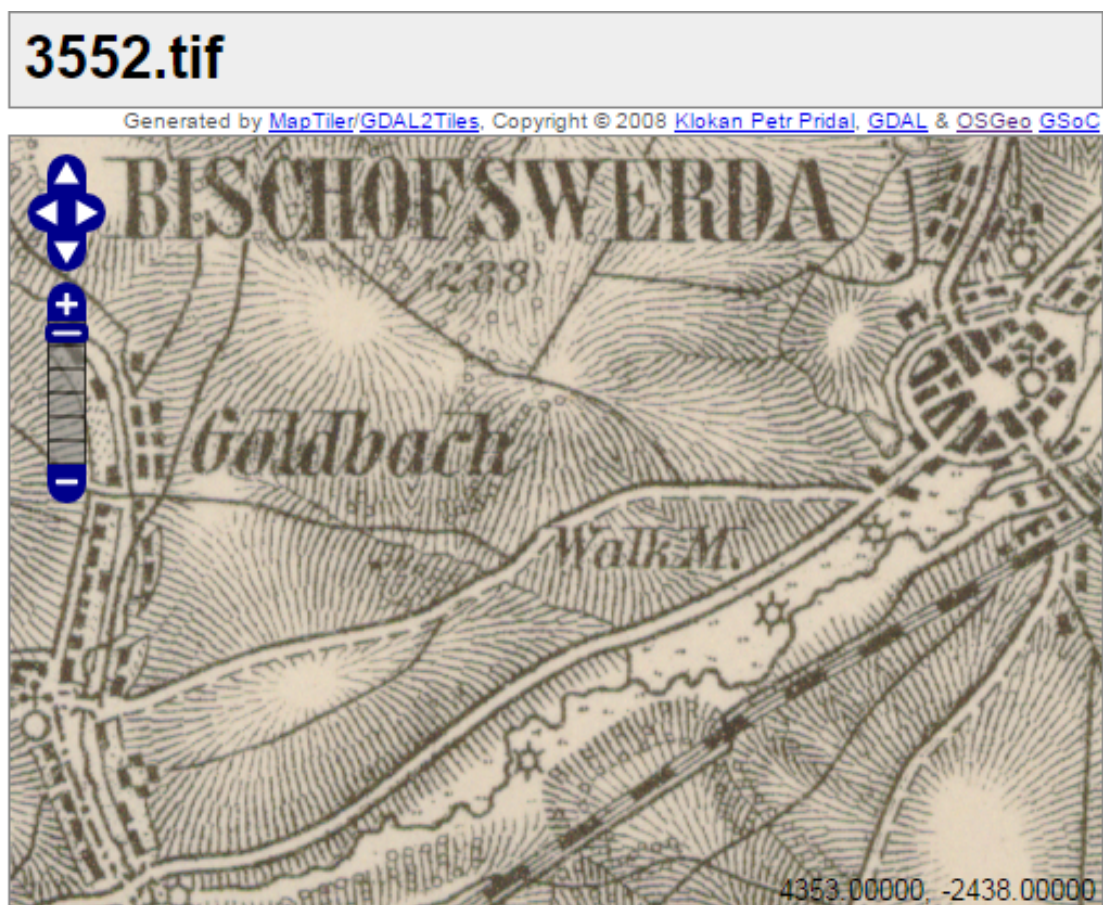 3552.tif
Generated by MapTiler/GDAL2Tiles, Copyright © 2008 Klokan Petr Pridal, GDAL & OSGeo GSoC
BISCHOFSWERDA
(288)
Goldbach
Walk M.
4353.00000, -2438.00000